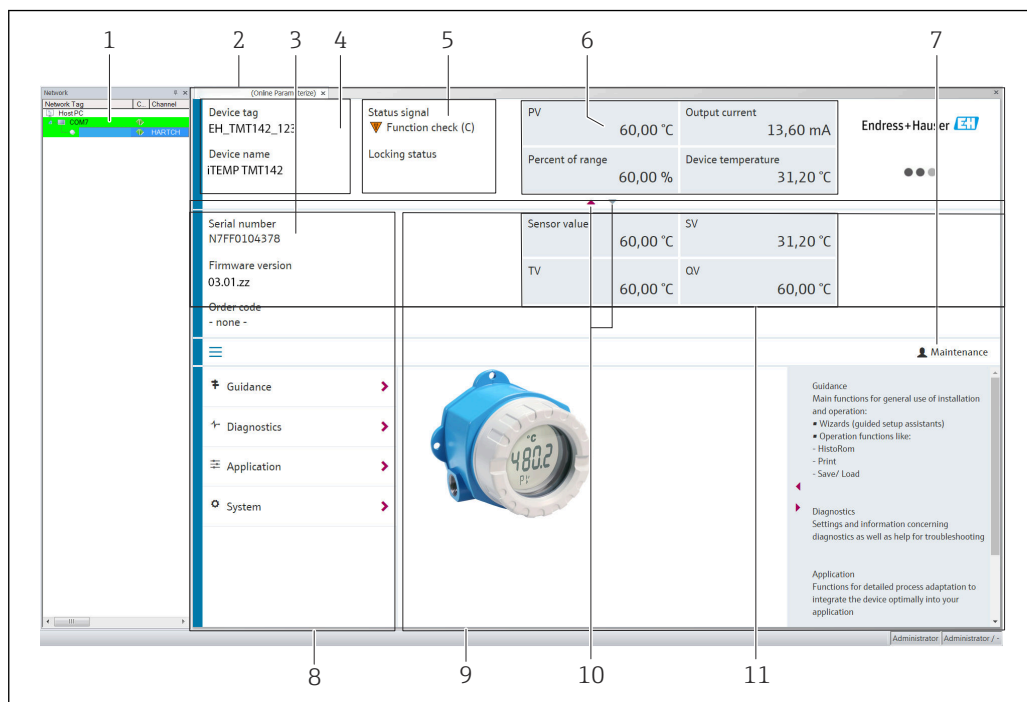 1 2 3 4 5 6 7
Network
Network Tag C... Channel
Host PC
COM7
HARTCH
(Online Parameterize)
Device tag
EH_TMT142_123
Device name
iTEMP TMT142
Status signal
Function check (C)
Locking status
PV
60,00 °C
Output current
13,60 mA
Percent of range
60,00 %
Device temperature
31,20 °C
Endress+Hauser EH
Serial number
N7FF0104378
Firmware version
03.01.zz
Order code
- none -
Sensor value
60,00 °C
SV
31,20 °C
TV
60,00 °C
QV
60,00 °C
Maintenance
Guidance
Diagnostics
Application
System
°C
480.2
PV
Guidance
Main functions for general use of installation
and operation:
• Wizards (guided setup assistants)
• Operation functions like:
- HistoRom
- Print
- Save/ Load
Diagnostics
Settings and information concerning
diagnostics as well as help for troubleshooting
Application
Functions for detailed process adaptation to
integrate the device optimally into your
application
Administrator Administrator / -
8 9 10 11